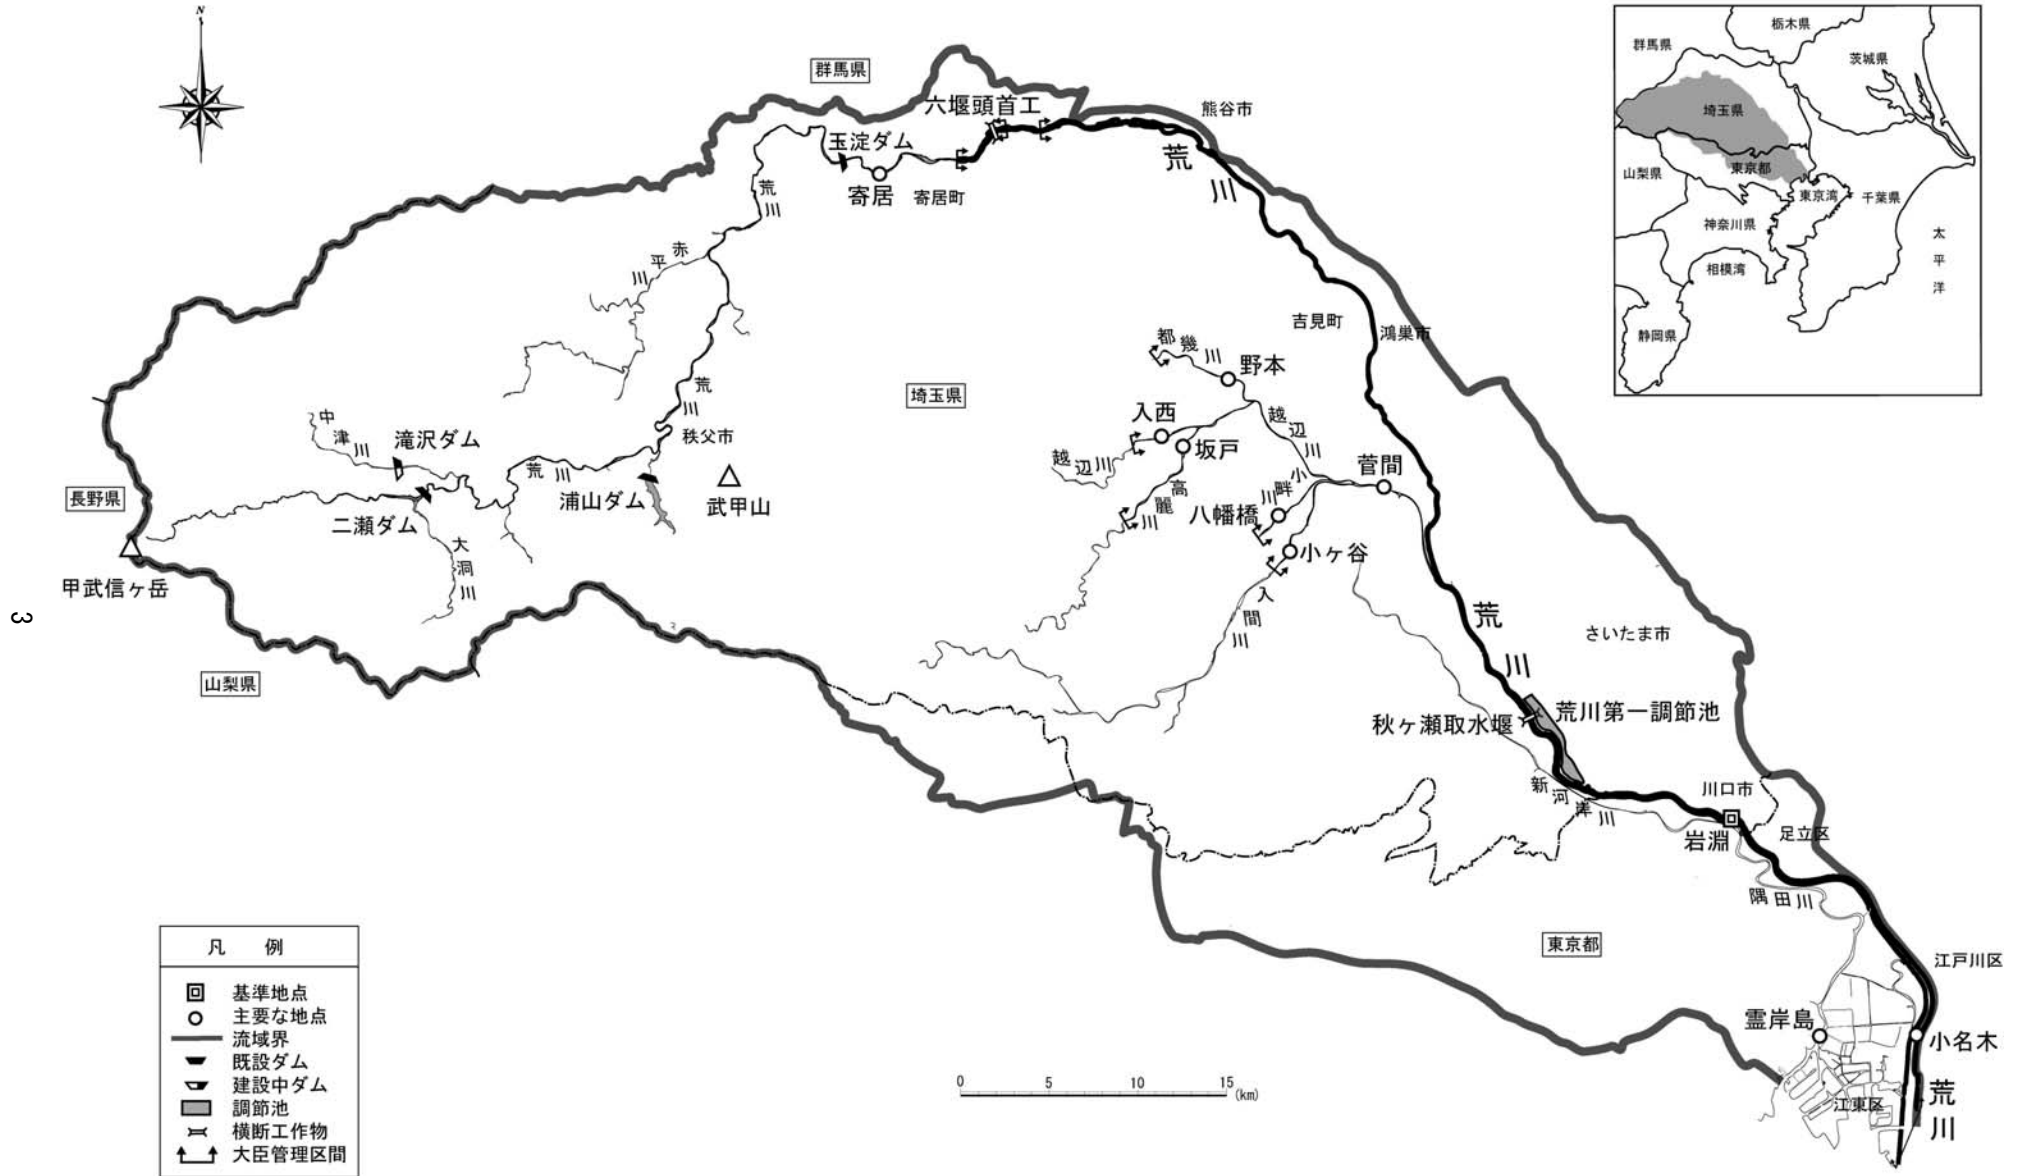 N
群馬県
六堰頭首工
熊谷市
玉淀ダム
寄居
寄居町
荒川
荒川
赤平川
吉見町
鴻巣市
都幾川
野本
埼玉県
入西
越辺川
坂戸
越辺川
高麗川
菅間
小畔川
八幡橋
小ヶ谷
入間川
荒川
秩父市
中津川
滝沢ダム
荒川
浦山ダム
武甲山
長野県
二瀬ダム
大洞川
甲武信ヶ岳
山梨県
3
荒川
さいたま市
荒川第一調節池
秋ヶ瀬取水堰
新河岸川
川口市
岩淵
足立区
隅田川
東京都
江戸川区
霊岸島
小名木
江東区
荒川
0 5 10 15 (km)
凡 例
基準地点
主要な地点
流域界
既設ダム
建設中ダム
調節池
横断工作物
大臣管理区間
栃木県
群馬県
茨城県
埼玉県
山梨県
東京都
東京湾
千葉県
神奈川県
太平洋
相模湾
静岡県